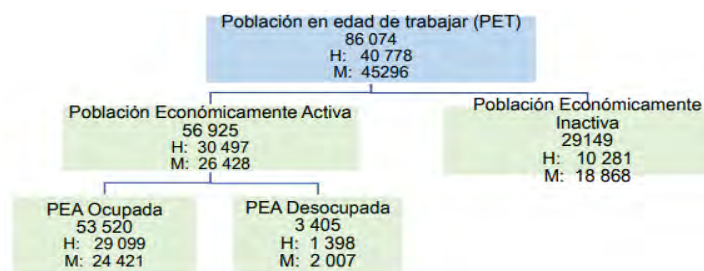 Población en edad de trabajar (PET)
86 074
H: 40 778
M: 45296
Población Económicamente Activa
56 925
H: 30 497
M: 26 428
Población Económicamente
Inactiva
29149
H: 10 281
M: 18 868
PEA Ocupada
53 520
H: 29 099
M: 24 421
PEA Desocupada
3 405
H: 1 398
M: 2 007